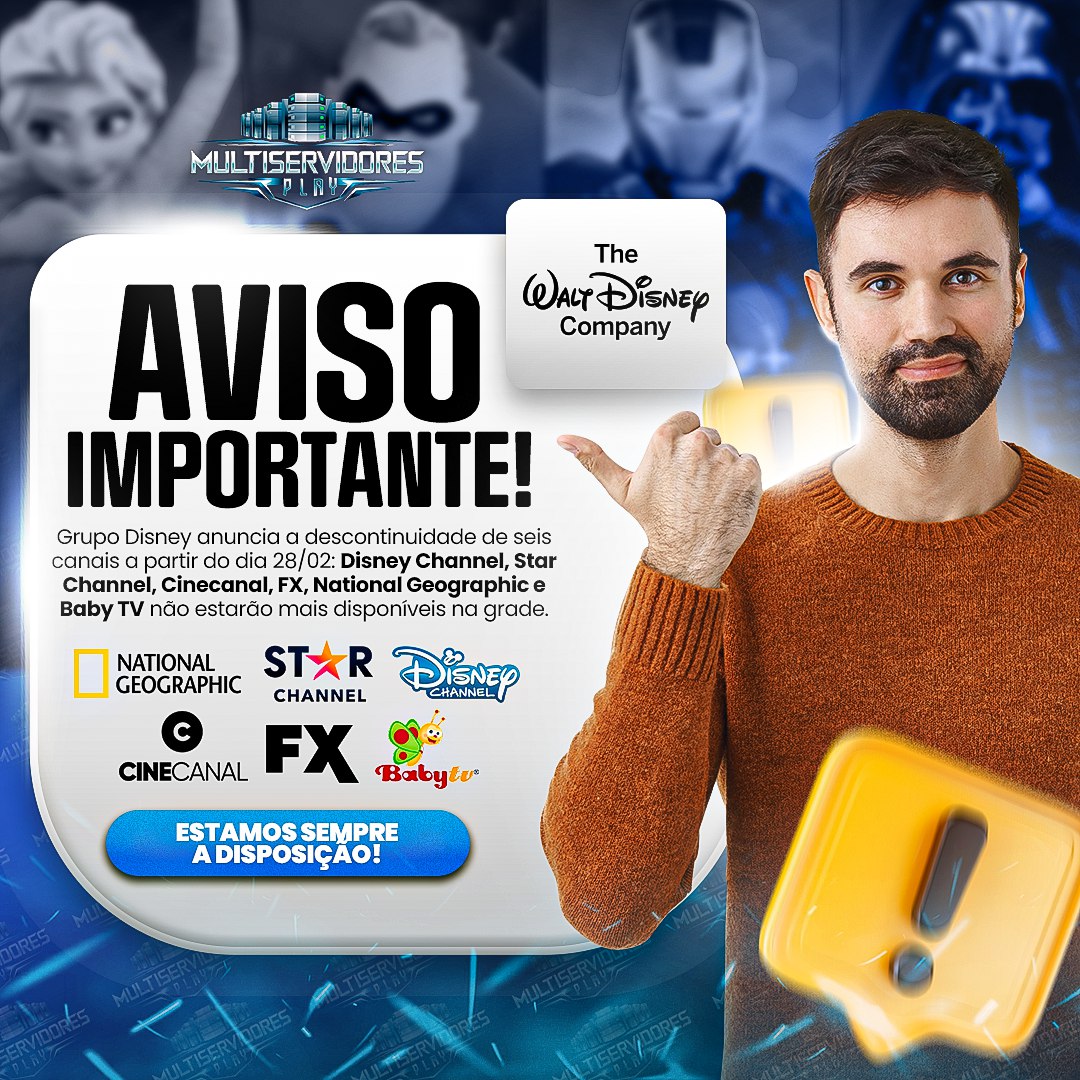 MULTISERVIDORES
PLAY
The
WALT DISNEY
Company
AVISO
IMPORTANTE!
Grupo Disney anuncia a descontinuidade de seis
canais a partir do dia 28/02: Disney Channel, Star
Channel, Cinecanal, FX, National Geographic e
Baby TV não estarão mais disponíveis na grade.
NATIONAL
GEOGRAPHIC
STAR
CHANNEL
DISNEY
CHANNEL
C
CINECANAL
FX
Babytv
ESTAMOS SEMPRE
A DISPOSIÇÃO!
MULTISERVIDORES
PLAY